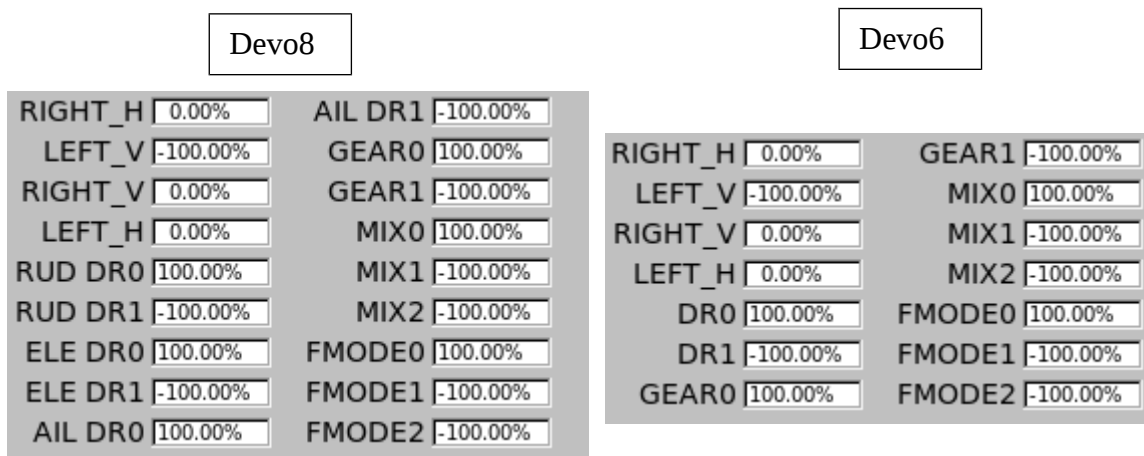 Devo8
RIGHT_H 0.00% AIL DR1 -100.00%
LEFT_V -100.00% GEAR0 100.00%
RIGHT_V 0.00% GEAR1 -100.00%
LEFT_H 0.00% MIX0 100.00%
RUD DR0 100.00% MIX1 -100.00%
RUD DR1 -100.00% MIX2 -100.00%
ELE DR0 100.00% FMODE0 100.00%
ELE DR1 -100.00% FMODE1 -100.00%
AIL DR0 100.00% FMODE2 -100.00%
Devo6
RIGHT_H 0.00% GEAR1 -100.00%
LEFT_V -100.00% MIX0 100.00%
RIGHT_V 0.00% MIX1 -100.00%
LEFT_H 0.00% MIX2 -100.00%
DR0 100.00% FMODE0 100.00%
DR1 -100.00% FMODE1 -100.00%
GEAR0 100.00% FMODE2 -100.00%